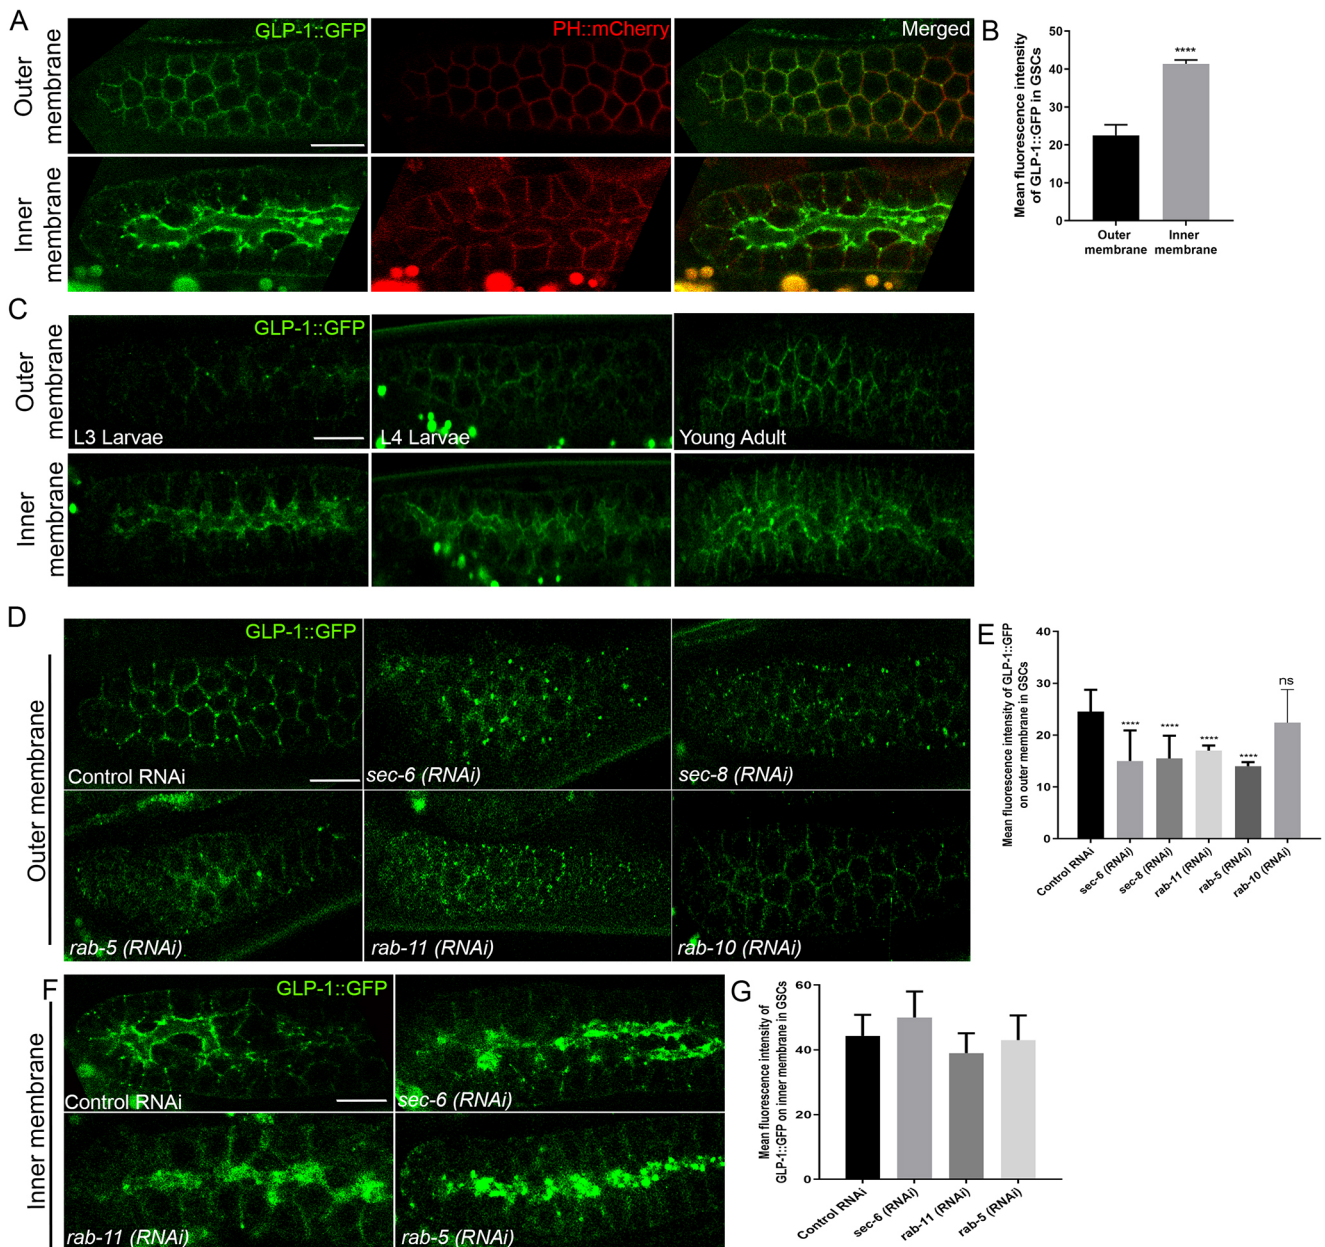 A
GLP-1::GFP
PH::mCherry
Merged
Outer
membrane
Inner
membrane
B
Mean fluorescence intensity
of GLP-1::GFP in GSCs
50
40
30
20
10
0
****
Outer
membrane
Inner
membrane
C
GLP-1::GFP
Outer
membrane
L3 Larvae
L4 Larvae
Young Adult
Inner
membrane
D
GLP-1::GFP
Outer membrane
Control RNAi
sec-6 (RNAi)
sec-8 (RNAi)
rab-5 (RNAi)
rab-11 (RNAi)
rab-10 (RNAi)
E
Mean fluorescence intensity of GLP-1::GFP
on outer membrane in GSCs
40
30
20
10
0
****
****
****
****
ns
Control RNAi
sec-6 (RNAi)
sec-8 (RNAi)
rab-11 (RNAi)
rab-5 (RNAi)
rab-10 (RNAi)
F
GLP-1::GFP
Inner membrane
Control RNAi
sec-6 (RNAi)
rab-11 (RNAi)
rab-5 (RNAi)
G
Mean fluorescence intensity of
GLP-1::GFP on inner membrane in GSCs
60
40
20
0
Control RNAi
sec-6 (RNAi)
rab-11 (RNAi)
rab-5 (RNAi)